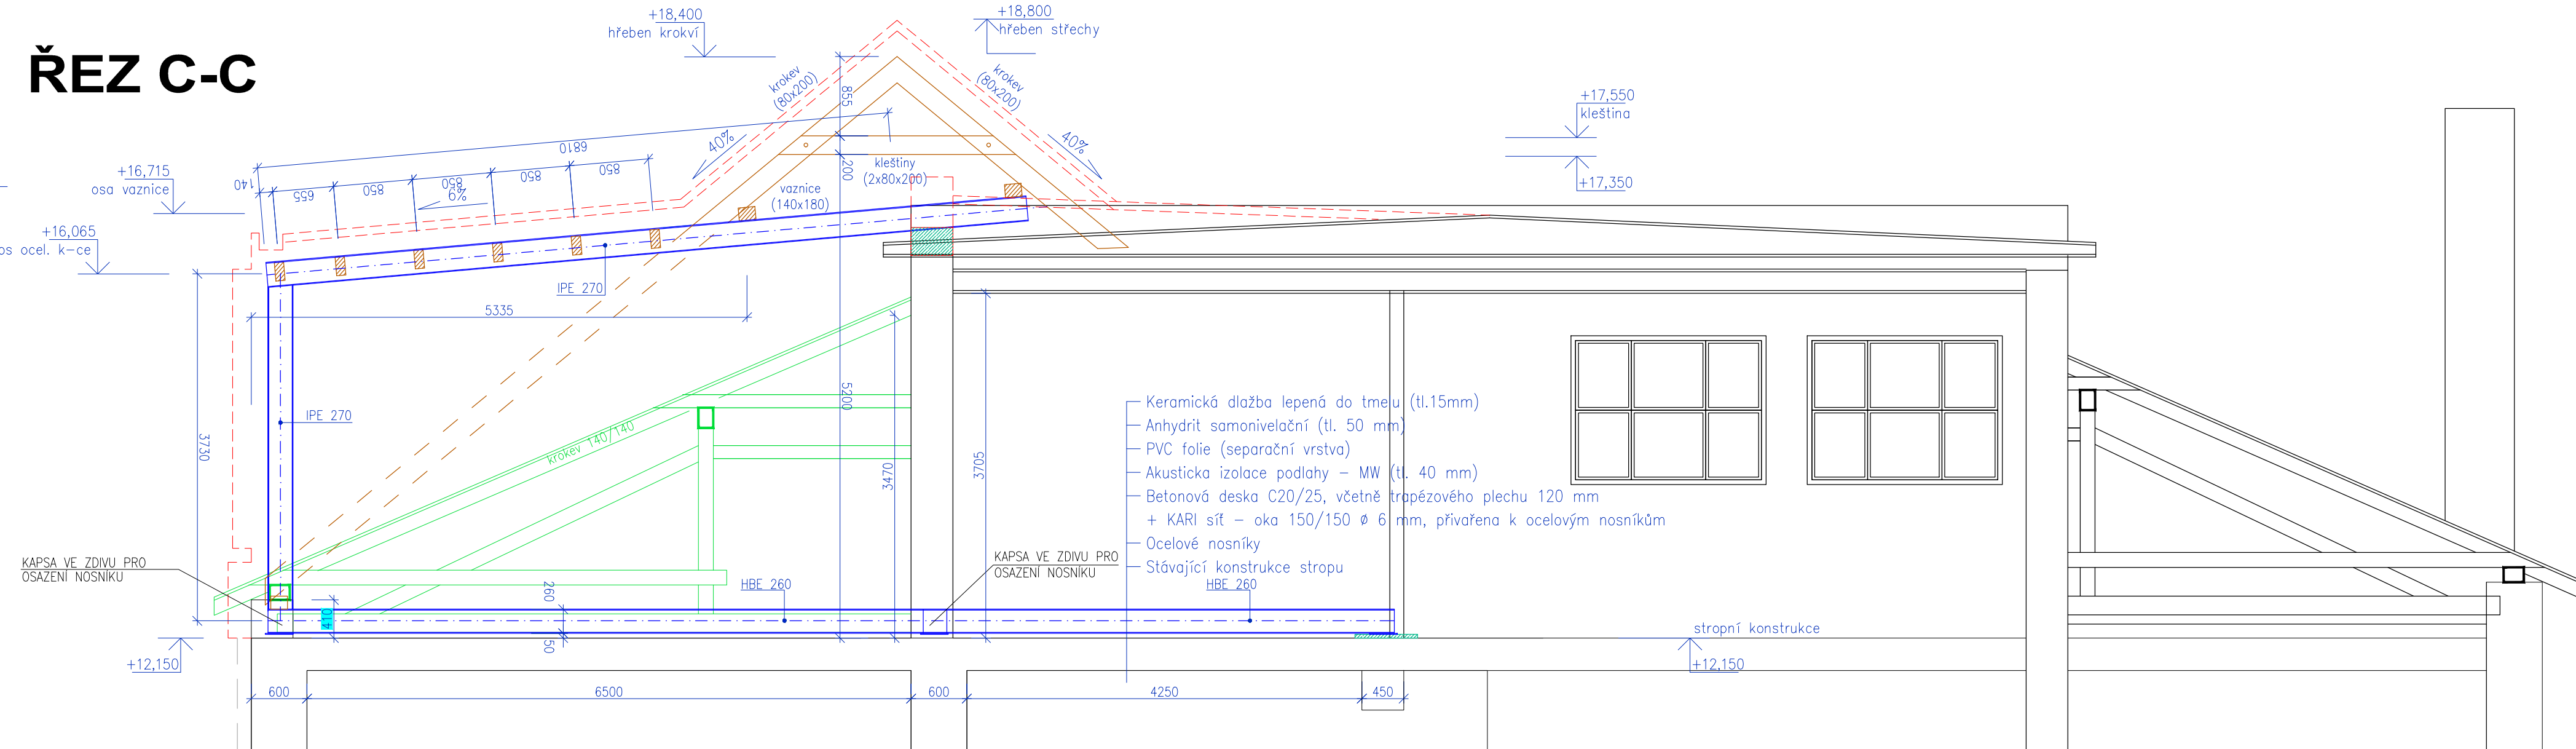 ŘEZ C-C
+18,400
hřeben krokví
+18,800
hřeben střechy
krokev
(80x200)
krokev
(80x200)
855
40%
40%
+17,550
kleština
+17,350
6810
+16,715
osa vaznice
140
655
850
850
850
850
9%
200
kleštiny
(2x80x200)
vaznice
(140x180)
+16,065
os ocel. k-ce
IPE 270
5335
IPE 270
3730
5200
3470
3705
krokev 140/140
Keramická dlažba lepená do tmelu (tl.15mm)
Anhydrit samonivelační (tl. 50 mm)
PVC folie (separační vrstva)
Akusticka izolace podlahy – MW (tl. 40 mm)
Betonová deska C20/25, včetně trapézového plechu 120 mm
+ KARI síť – oka 150/150 ø 6 mm, přivařena k ocelovým nosníkům
Ocelové nosníky
Stávající konstrukce stropu
KAPSA VE ZDIVU PRO
OSAZENÍ NOSNÍKU
KAPSA VE ZDIVU PRO
OSAZENÍ NOSNÍKU
HBE 260
HBE 260
410
260
50
stropní konstrukce
+12,150
+12,150
600
6500
600
4250
450